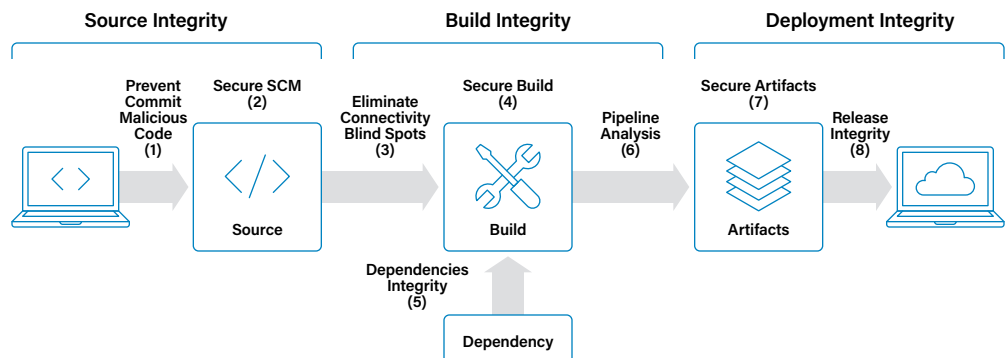 Source Integrity
Build Integrity
Deployment Integrity
Prevent
Commit
Malicious
Code
(1)
Secure SCM
(2)
Source
Eliminate
Connectivity
Blind Spots
(3)
Secure Build
(4)
Build
Dependencies
Integrity
(5)
Dependency
Pipeline
Analysis
(6)
Secure Artifacts
(7)
Artifacts
Release
Integrity
(8)